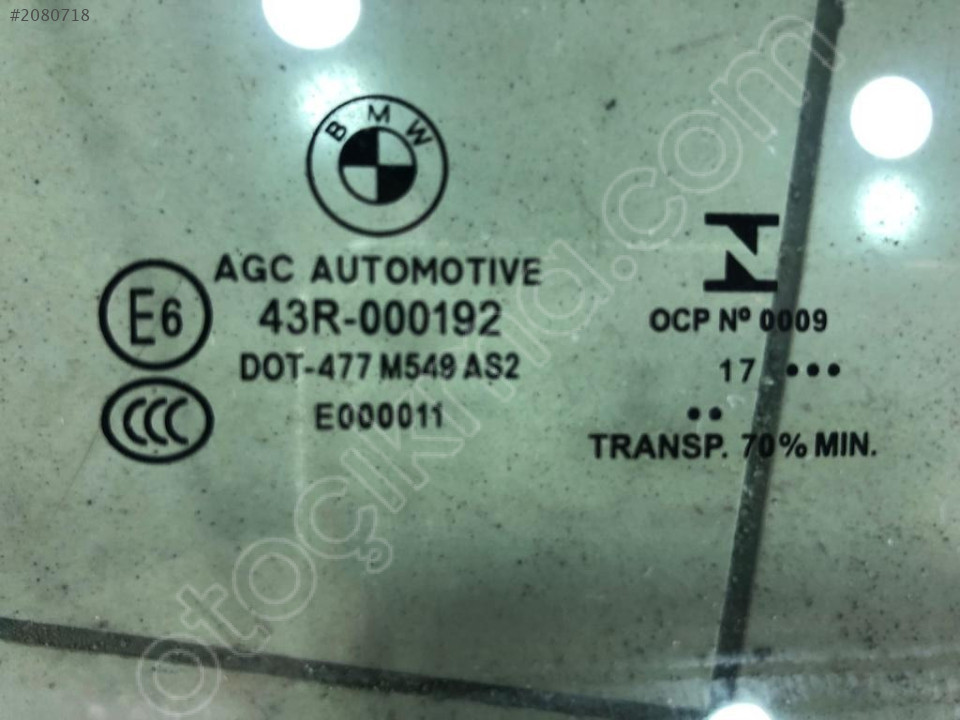 #2080718
BMW
AGC AUTOMOTIVE
43R-000192
DOT-477 M549 AS2
E000011
E6
CCC
OCP Nº 0009
17 •••
••
TRANSP. 70% MIN.
otoçıkma.com